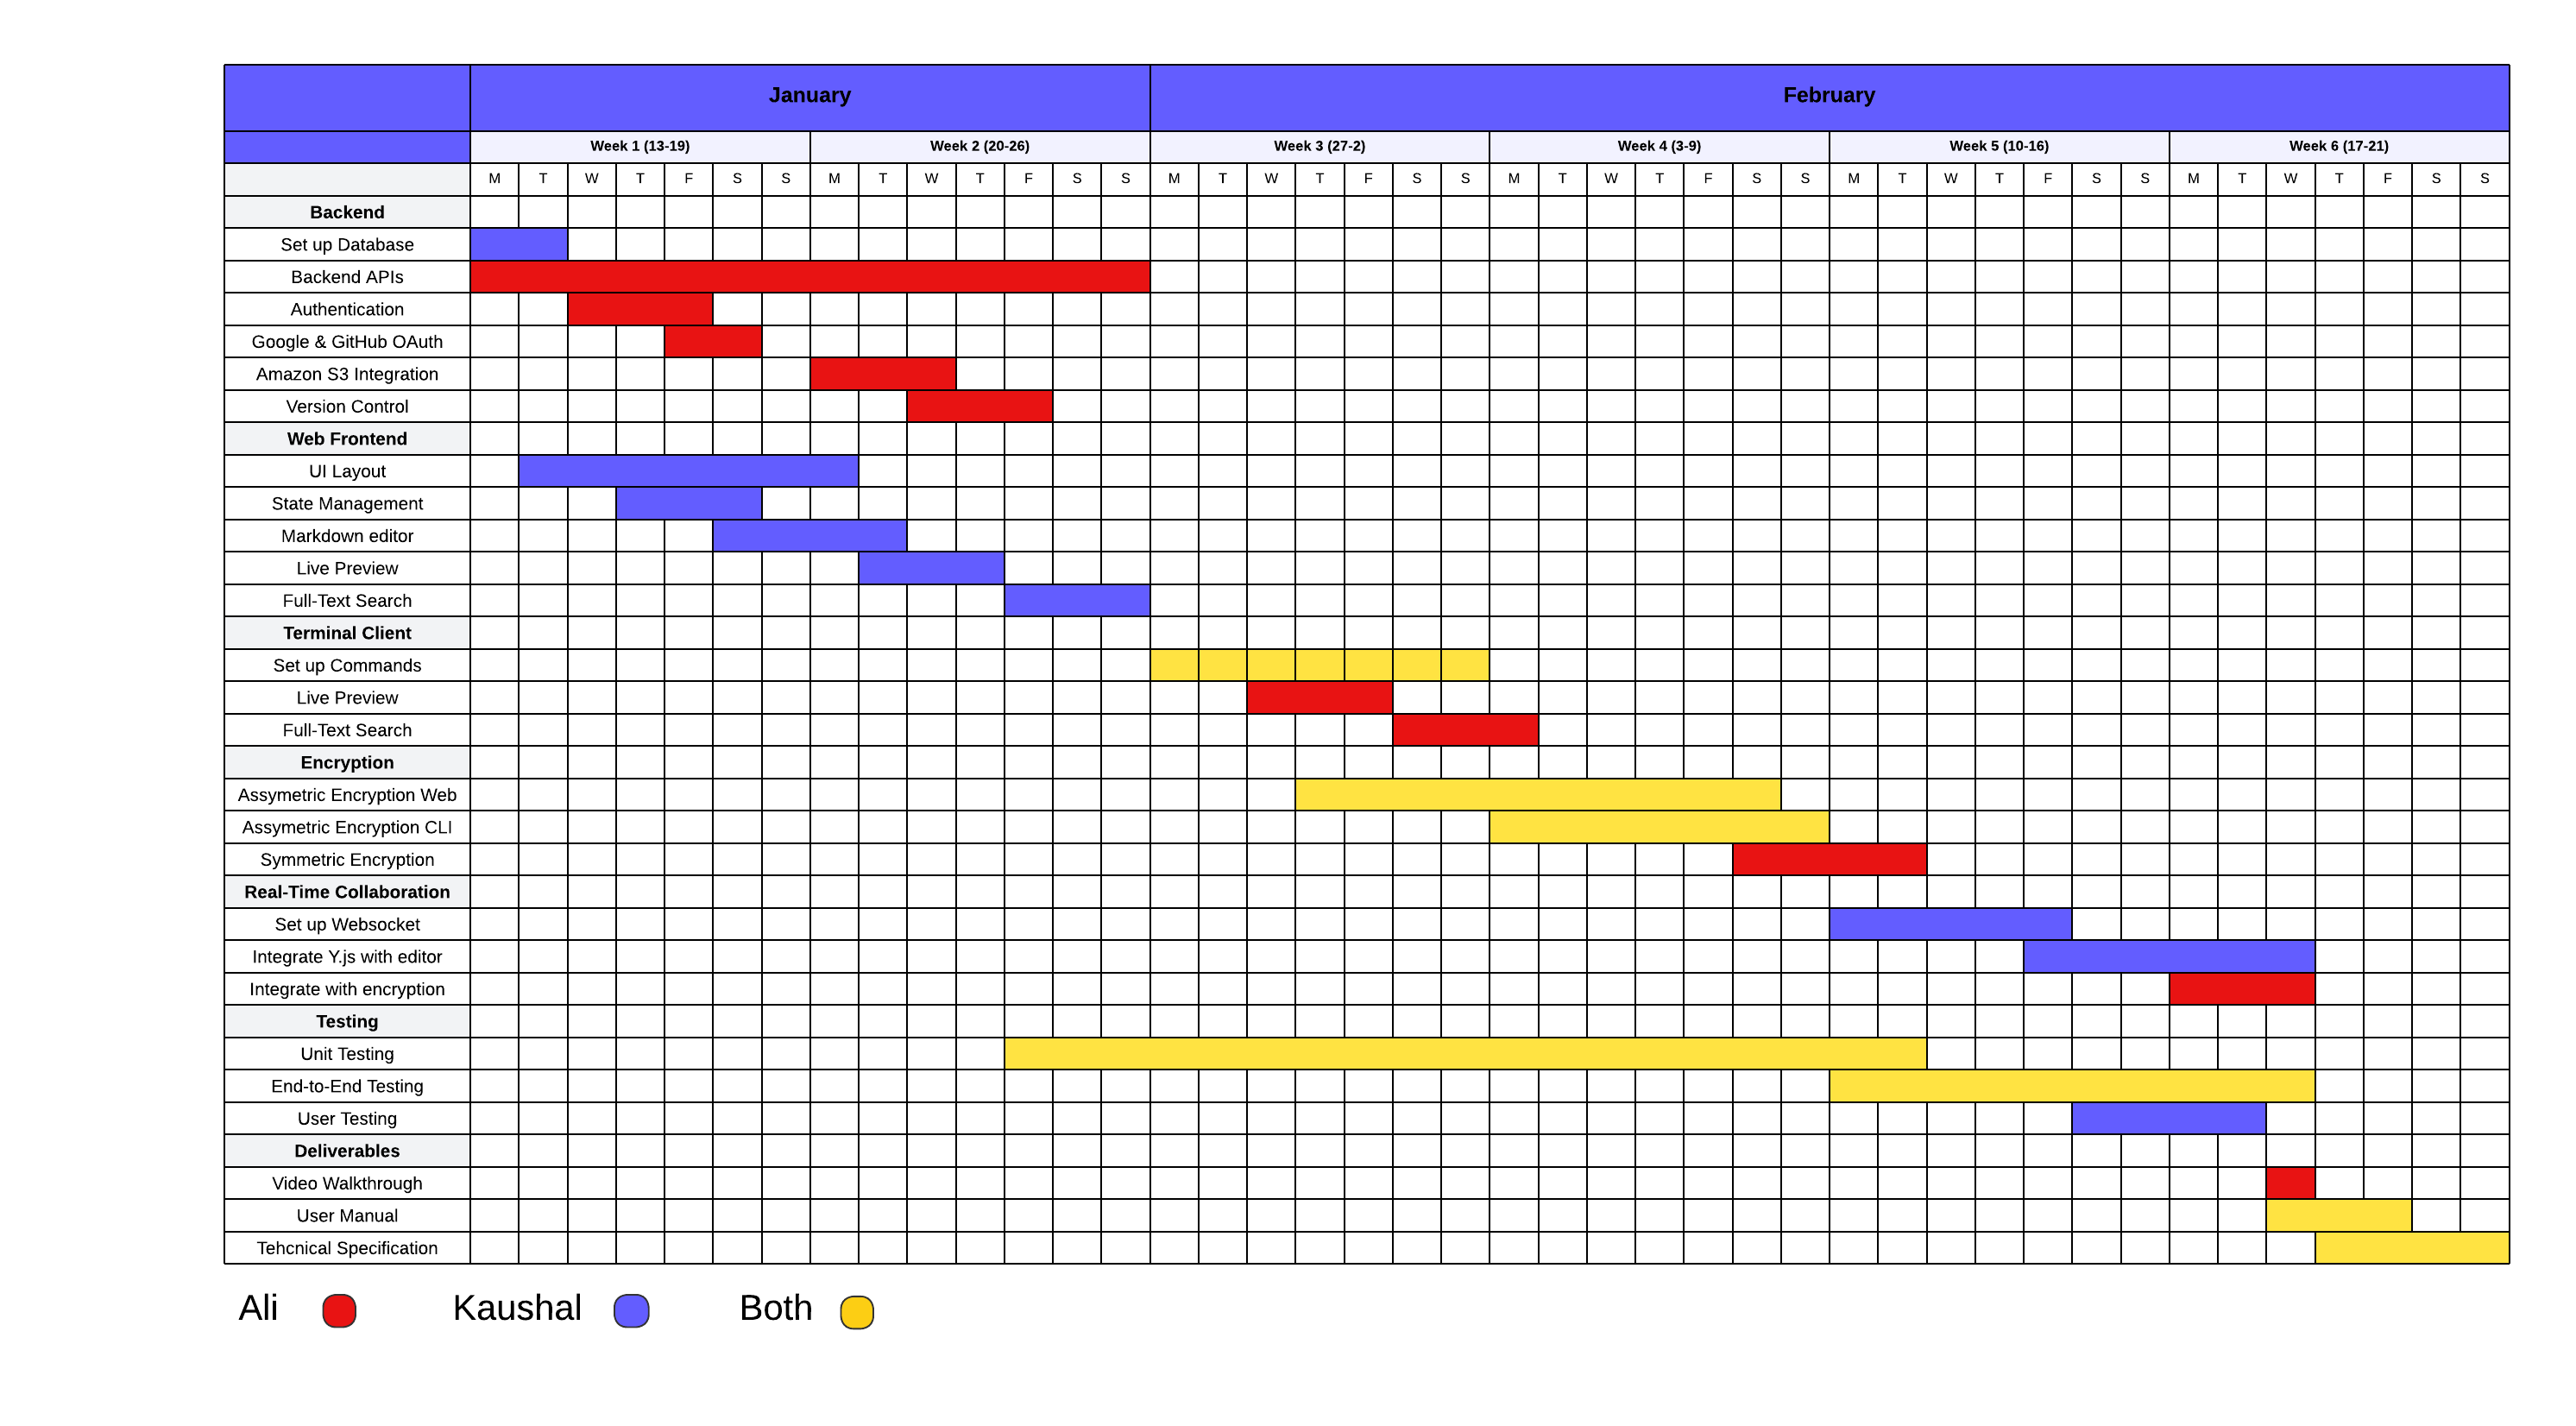 January February
Week 1 (13-19) Week 2 (20-26) Week 3 (27-2) Week 4 (3-9) Week 5 (10-16) Week 6 (17-21)
M T W T F S S M T W T F S S M T W T F S S M T W T F S S M T W T F S S M T W T F S S
Backend
Set up Database
Backend APIs
Authentication
Google & GitHub OAuth
Amazon S3 Integration
Version Control
Web Frontend
UI Layout
State Management
Markdown editor
Live Preview
Full-Text Search
Terminal Client
Set up Commands
Live Preview
Full-Text Search
Encryption
Assymetric Encryption Web
Assymetric Encryption CLI
Symmetric Encryption
Real-Time Collaboration
Set up Websocket
Integrate Y.js with editor
Integrate with encryption
Testing
Unit Testing
End-to-End Testing
User Testing
Deliverables
Video Walkthrough
User Manual
Tehcnical Specification
Ali Kaushal Both